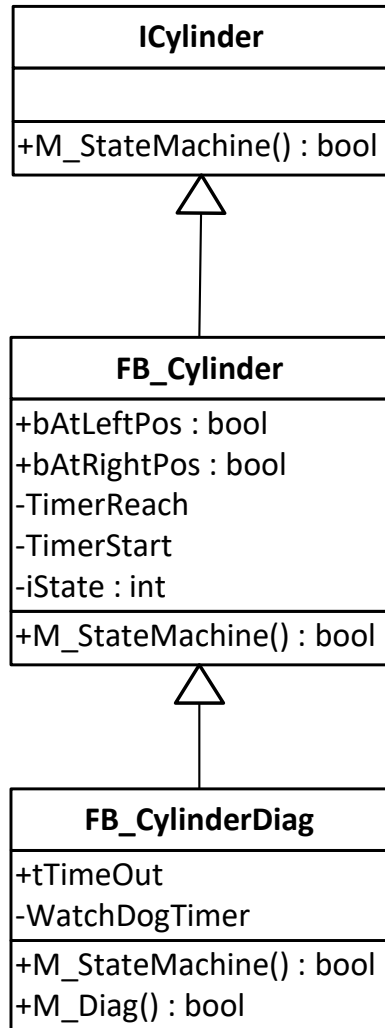 ICylinder
+M_StateMachine() : bool
FB_Cylinder
+bAtLeftPos : bool
+bAtRightPos : bool
-TimerReach
-TimerStart
-iState : int
+M_StateMachine() : bool
FB_CylinderDiag
+tTimeOut
-WatchDogTimer
+M_StateMachine() : bool
+M_Diag() : bool